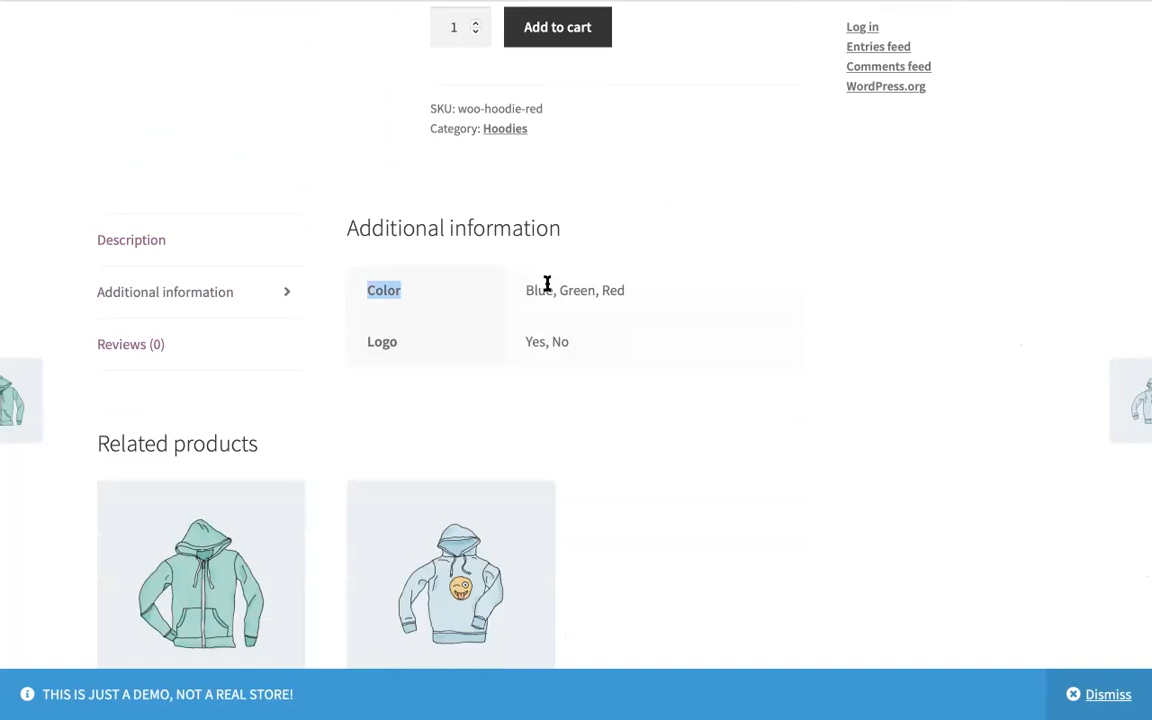 1
Add to cart
Log in
Entries feed
Comments feed
WordPress.org
SKU: woo-hoodie-red
Category: Hoodies
Description
Additional information
Reviews (0)
Additional information
Color
Blue, Green, Red
Logo
Yes, No
Related products
THIS IS JUST A DEMO, NOT A REAL STORE!
Dismiss